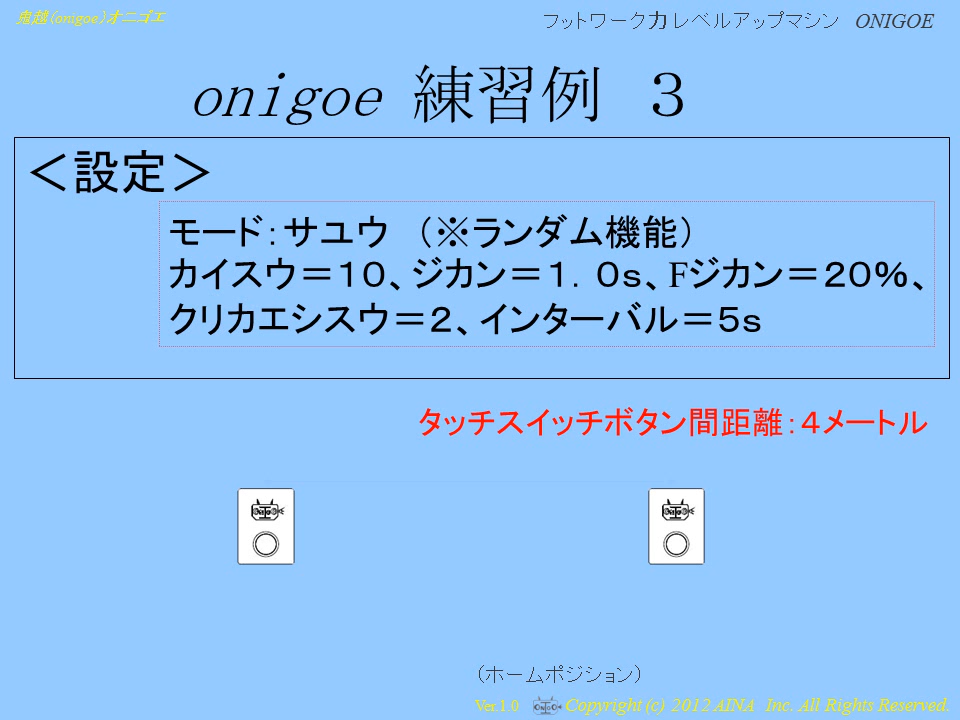 鬼越（onigoe）オニゴエ
フットワーク力 レベルアップマシン ONIGOE
onigoe 練習例 ３
＜設定＞
モード：サユウ （※ランダム機能）
カイスウ＝１０、ジカン＝１．０ｓ、Fジカン＝２０％、
クリカエシスウ＝２、インターバル＝５ｓ
タッチスイッチボタン間距離：４メートル
（ホームポジション）
Ver.1.0 Copyright (c) 2012 AINA Inc. All Rights Reserved.